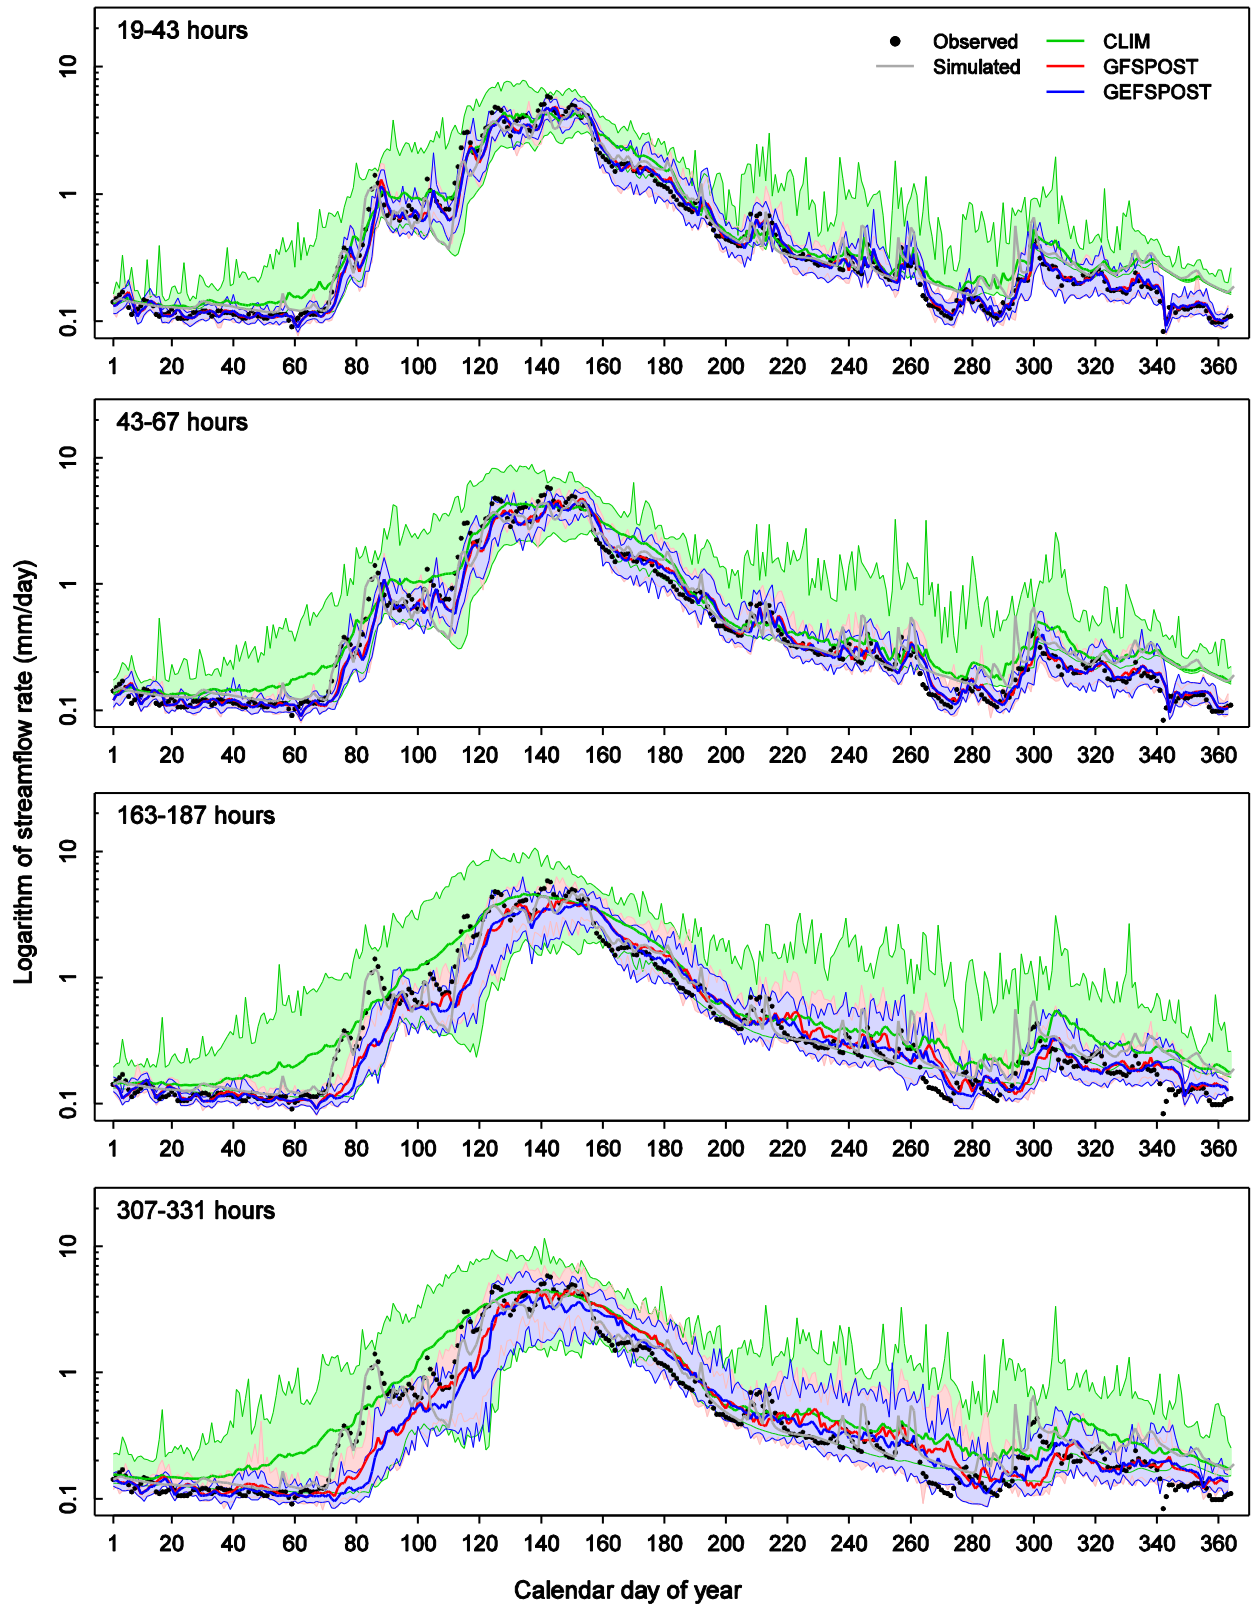 19-43 hours
Observed
Simulated
CLIM
GFSPOST
GEFSPOST
10
1
0.1
1 20 40 60 80 100 120 140 160 180 200 220 240 260 280 300 320 340 360
43-67 hours
10
1
0.1
1 20 40 60 80 100 120 140 160 180 200 220 240 260 280 300 320 340 360
Logarithm of streamflow rate (mm/day)
163-187 hours
10
1
0.1
1 20 40 60 80 100 120 140 160 180 200 220 240 260 280 300 320 340 360
307-331 hours
10
1
0.1
1 20 40 60 80 100 120 140 160 180 200 220 240 260 280 300 320 340 360
Calendar day of year